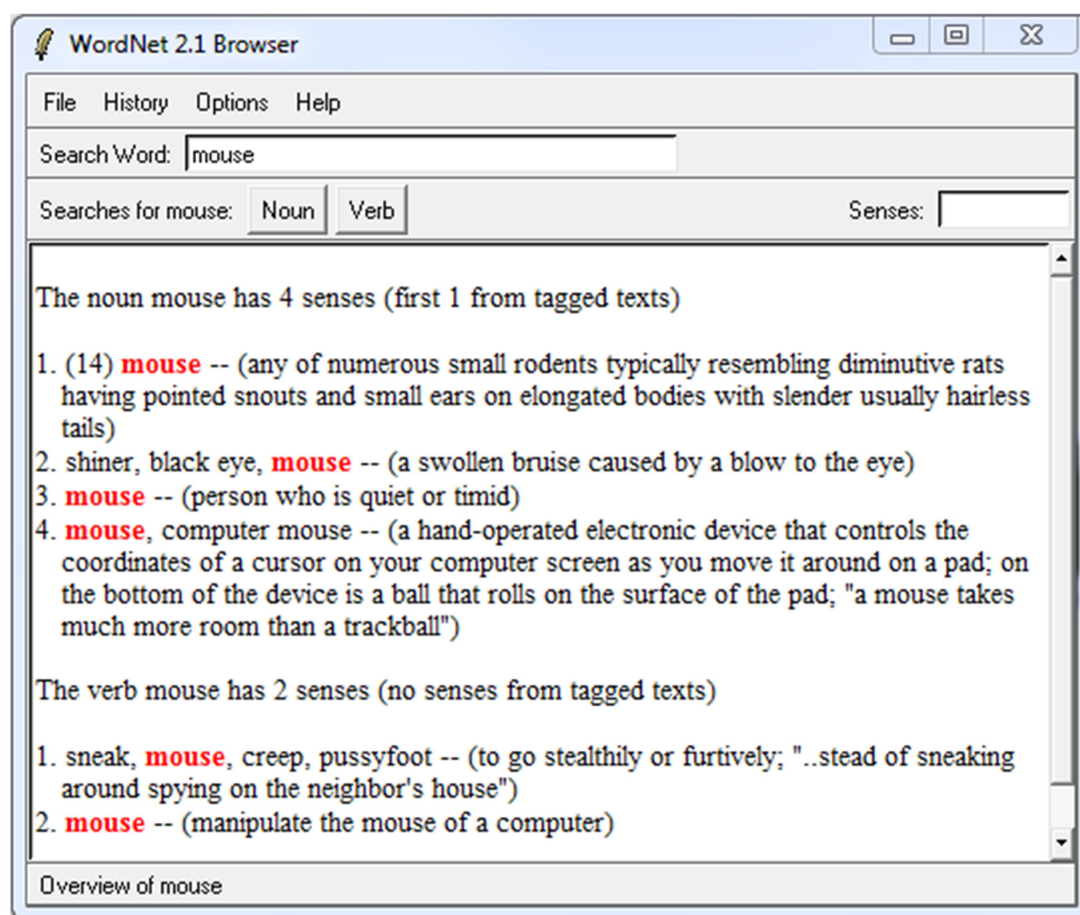 WordNet 2.1 Browser
File History Options Help
Search Word: mouse
Searches for mouse: Noun Verb Senses:
The noun mouse has 4 senses (first 1 from tagged texts)
1. (14) mouse -- (any of numerous small rodents typically resembling diminutive rats
having pointed snouts and small ears on elongated bodies with slender usually hairless
tails)
2. shiner, black eye, mouse -- (a swollen bruise caused by a blow to the eye)
3. mouse -- (person who is quiet or timid)
4. mouse, computer mouse -- (a hand-operated electronic device that controls the
coordinates of a cursor on your computer screen as you move it around on a pad; on
the bottom of the device is a ball that rolls on the surface of the pad; "a mouse takes
much more room than a trackball")
The verb mouse has 2 senses (no senses from tagged texts)
1. sneak, mouse, creep, pussyfoot -- (to go stealthily or furtively; "..stead of sneaking
around spying on the neighbor's house")
2. mouse -- (manipulate the mouse of a computer)
Overview of mouse